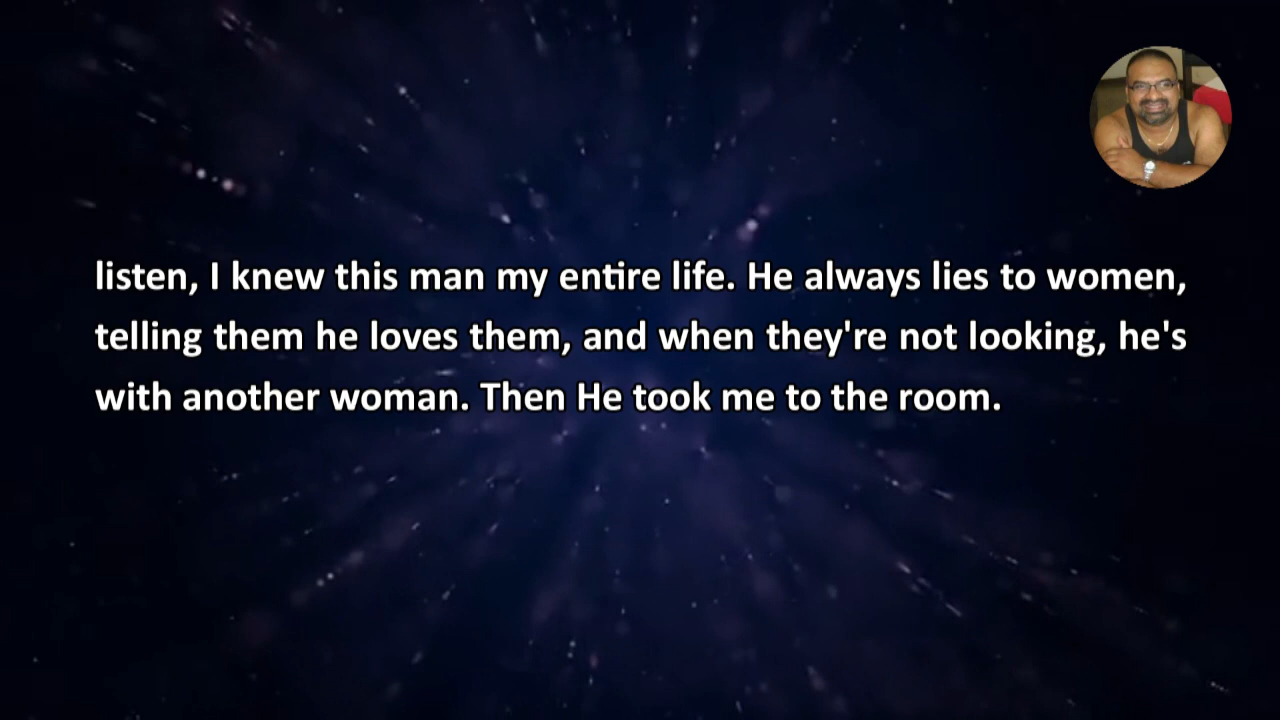 listen, I knew this man my entire life. He always lies to women,
telling them he loves them, and when they're not looking, he's
with another woman. Then He took me to the room.